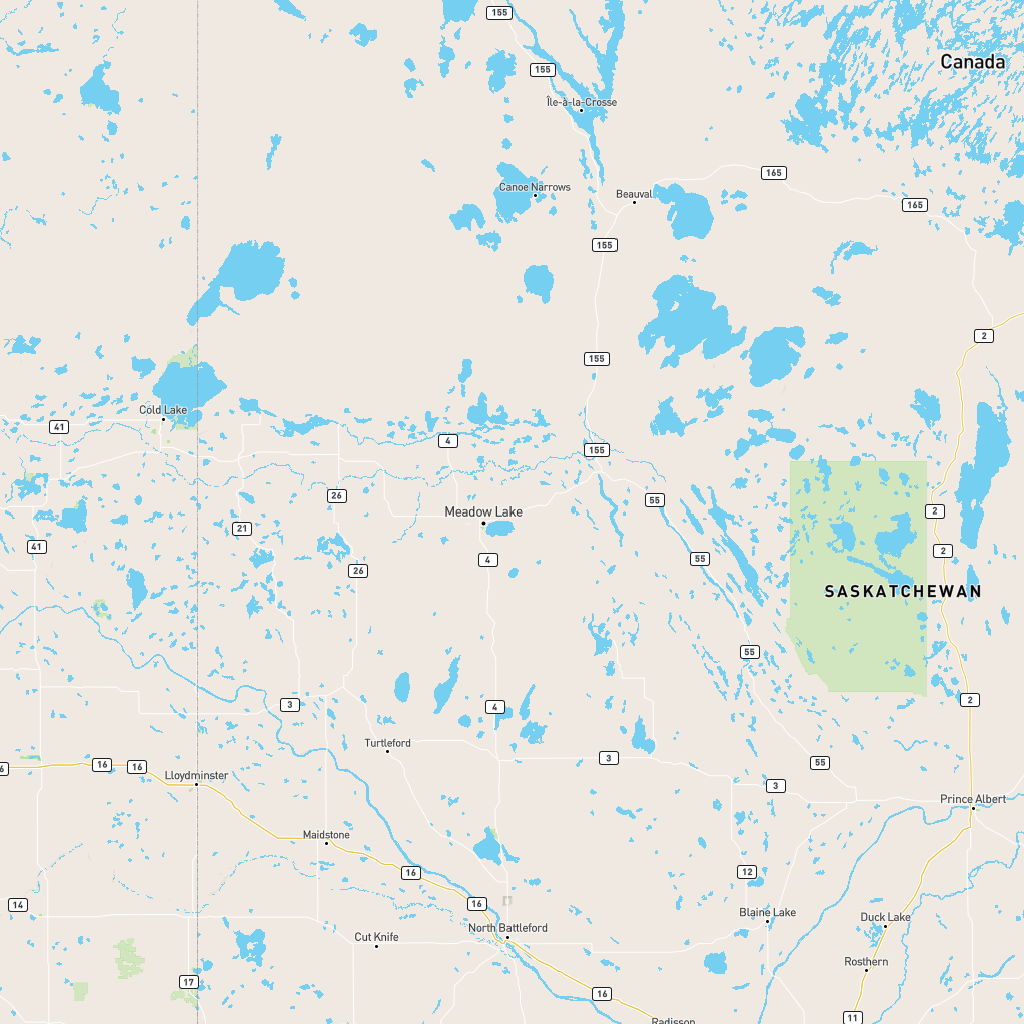 155
Canada
155
Île-à-la-Crosse
165
Canoe Narrows
Beauval
165
155
2
155
Cold Lake
41
4
155
26
55
Meadow Lake
2
21
41
2
4
55
26
SASKATCHEWAN
55
2
3
4
Turtleford
3
55
16
16
6
Lloydminster
3
Prince Albert
Maidstone
16
12
14
16
Blaine Lake
Duck Lake
North Battleford
Cut Knife
Rosthern
17
16
11
Radisson